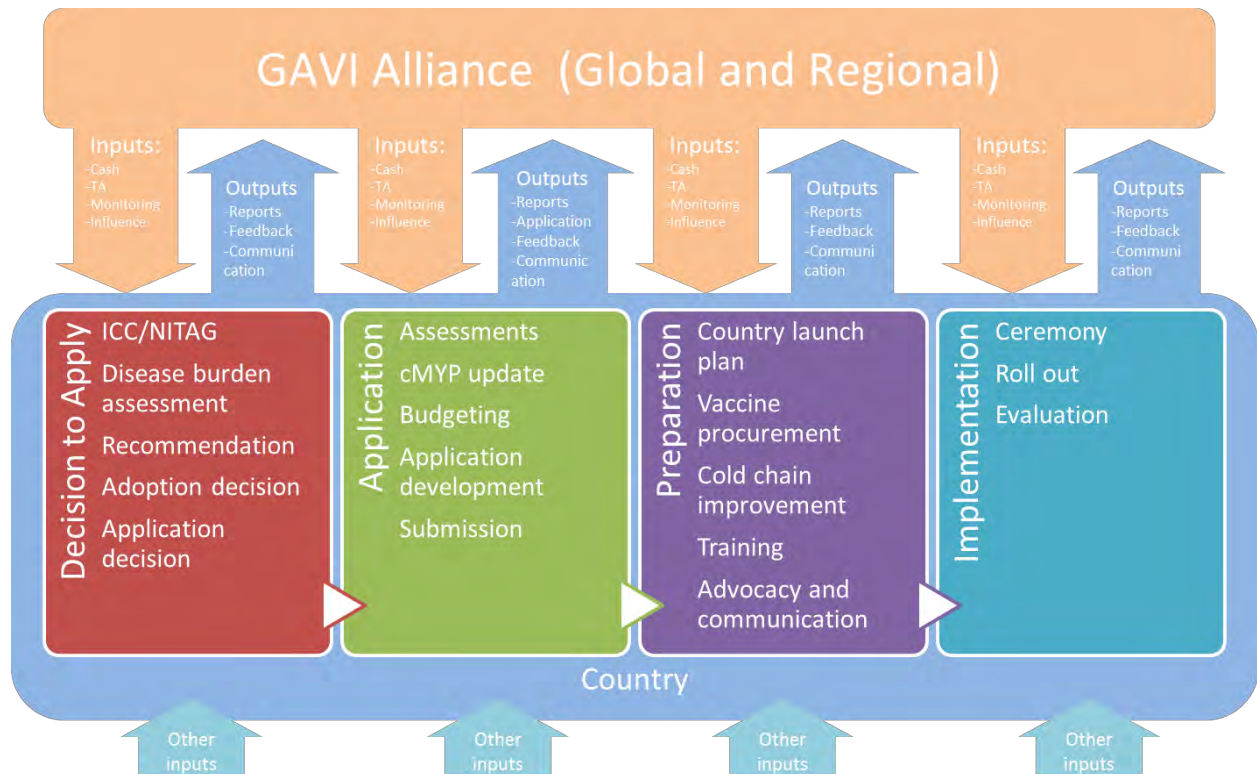 GAVI Alliance (Global and Regional)
Inputs:
-Cash
-TA
-Monitoring
-Influence
Outputs
-Reports
-Feedback
-Communi
cation
Inputs:
-Cash
-TA
-Monitoring
-Influence
Outputs
-Reports
-Application
-Feedback
-Communic
ation
Inputs:
-Cash
-TA
-Monitoring
-Influence
Outputs
-Reports
-Feedback
-Communi
cation
Inputs:
-Cash
-TA
-Monitoring
-Influence
Outputs
-Reports
-Feedback
-Communi
cation
Decision to Apply
ICC/NITAG
Disease burden
assessment
Recommendation
Adoption decision
Application
decision
Application
Assessments
cMYP update
Budgeting
Application
development
Submission
Preparation
Country launch
plan
Vaccine
procurement
Cold chain
improvement
Training
Advocacy and
communication
Implementation
Ceremony
Roll out
Evaluation
Country
Other
inputs
Other
inputs
Other
inputs
Other
inputs